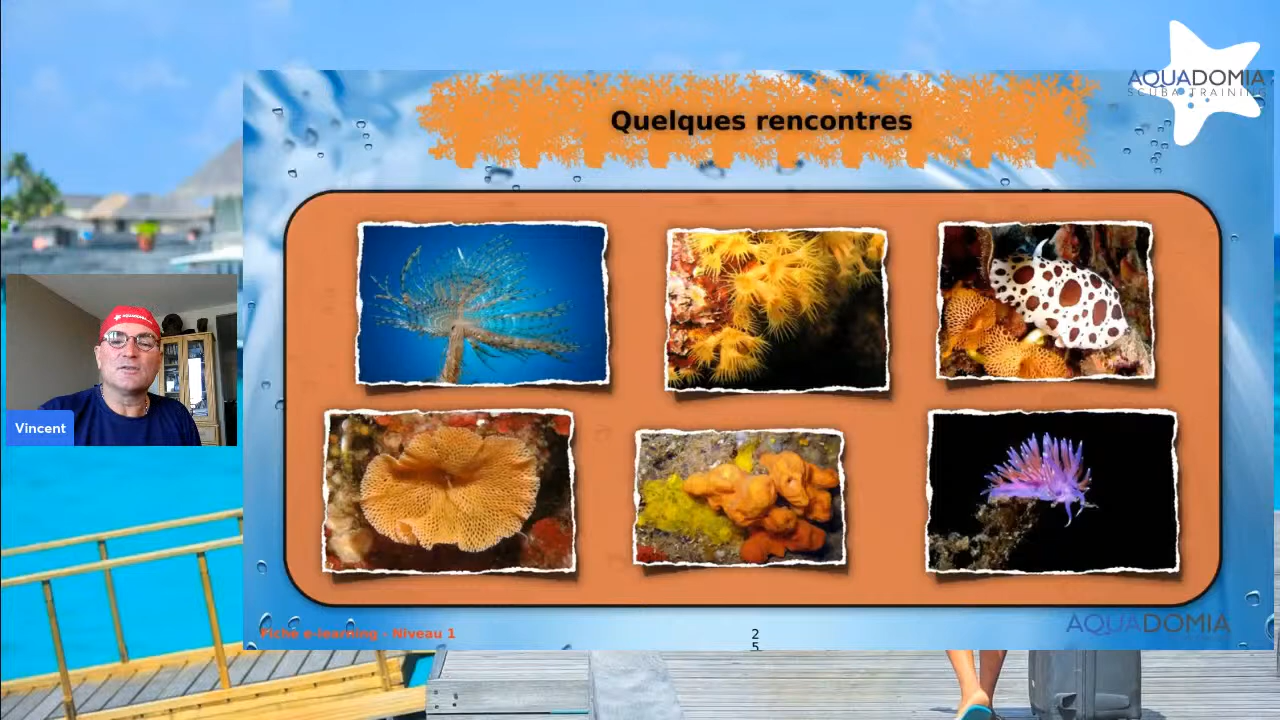 AQUADOMIA
SCUBA TRAINING
Quelques rencontres
Vincent
Fiche e-learning - Niveau 1
2
5
AQUADOMIA